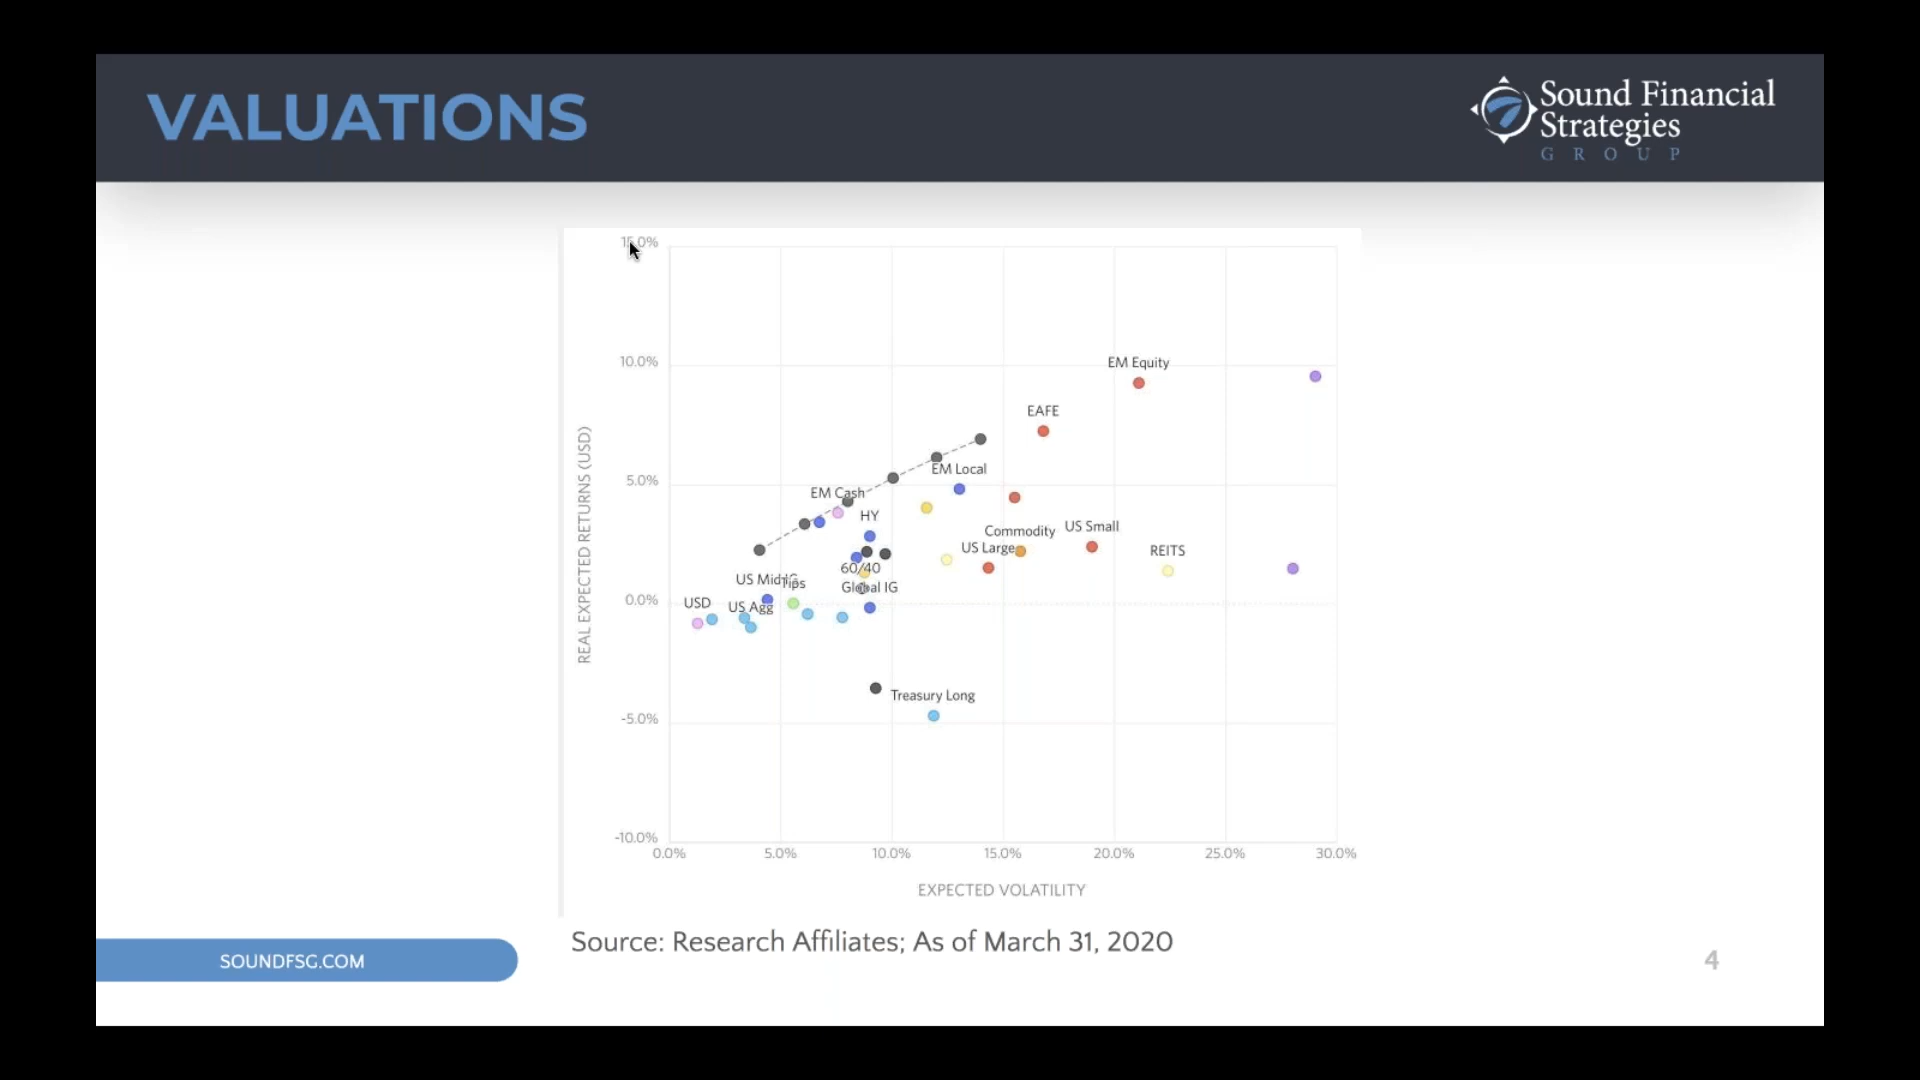 VALUATIONS
Sound Financial
Strategies
GROUP
15.0%
10.0%
5.0%
0.0%
-5.0%
-10.0%
REAL EXPECTED RETURNS (USD)
EM Equity
EAFE
EM Local
EM Cash
HY
Commodity
US Small
US Large
REITS
60/40
US Mid
Tips
Global IG
USD
US Agg
Treasury Long
0.0%
5.0%
10.0%
15.0%
20.0%
25.0%
30.0%
EXPECTED VOLATILITY
Source: Research Affiliates; As of March 31, 2020
SOUNDFSG.COM
4